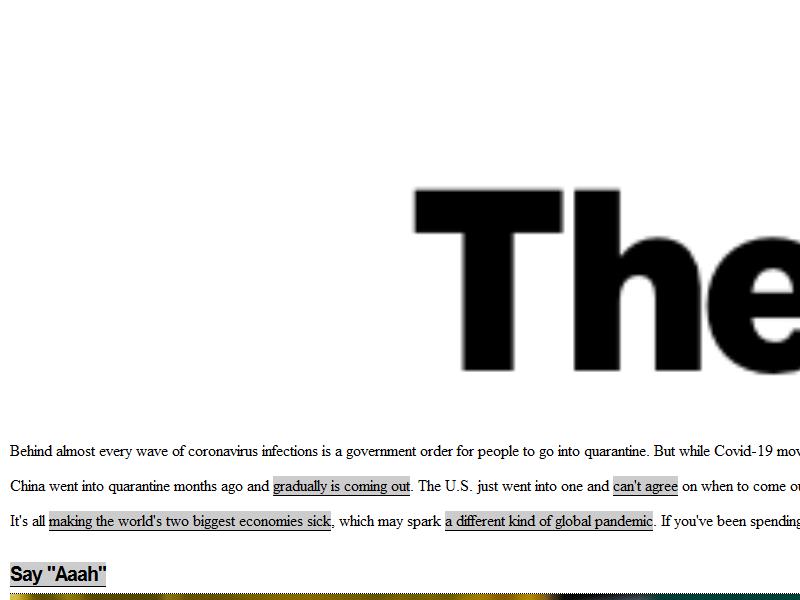 The
Behind almost every wave of coronavirus infections is a government order for people to go into quarantine. But while Covid-19 mov
China went into quarantine months ago and gradually is coming out. The U.S. just went into one and can't agree on when to come ou
It's all making the world's two biggest economies sick, which may spark a different kind of global pandemic. If you've been spending
Say "Aaah"